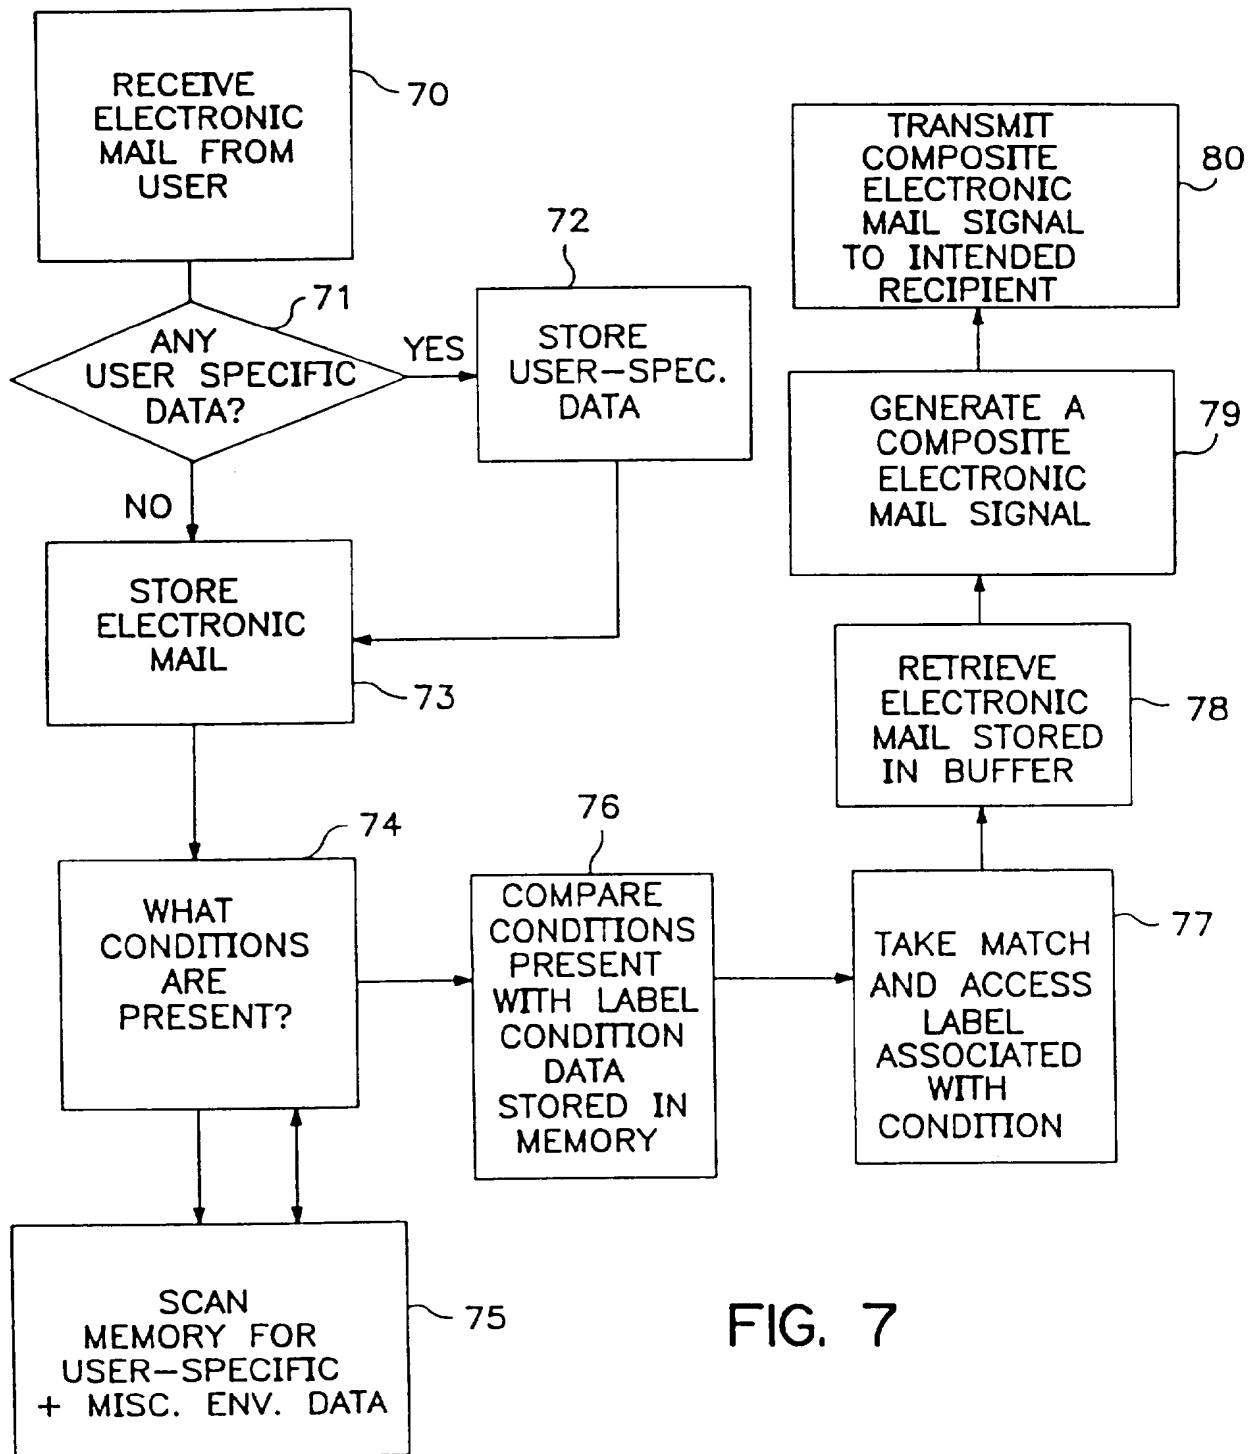 RECEIVE
ELECTRONIC
MAIL FROM
USER
70
ANY
USER SPECIFIC
DATA?
71
YES
NO
72
STORE
USER-SPEC.
DATA
STORE
ELECTRONIC
MAIL
73
74
WHAT
CONDITIONS
ARE
PRESENT?
SCAN
MEMORY FOR
USER-SPECIFIC
+ MISC. ENV. DATA
75
76
COMPARE
CONDITIONS
PRESENT
WITH LABEL
CONDITION
DATA
STORED IN
MEMORY
TAKE MATCH
AND ACCESS
LABEL
ASSOCIATED
WITH
CONDITION
77
RETRIEVE
ELECTRONIC
MAIL STORED
IN BUFFER
78
GENERATE A
COMPOSITE
ELECTRONIC
MAIL SIGNAL
79
TRANSMIT
COMPOSITE
ELECTRONIC
MAIL SIGNAL
TO INTENDED
RECIPIENT
80
FIG. 7